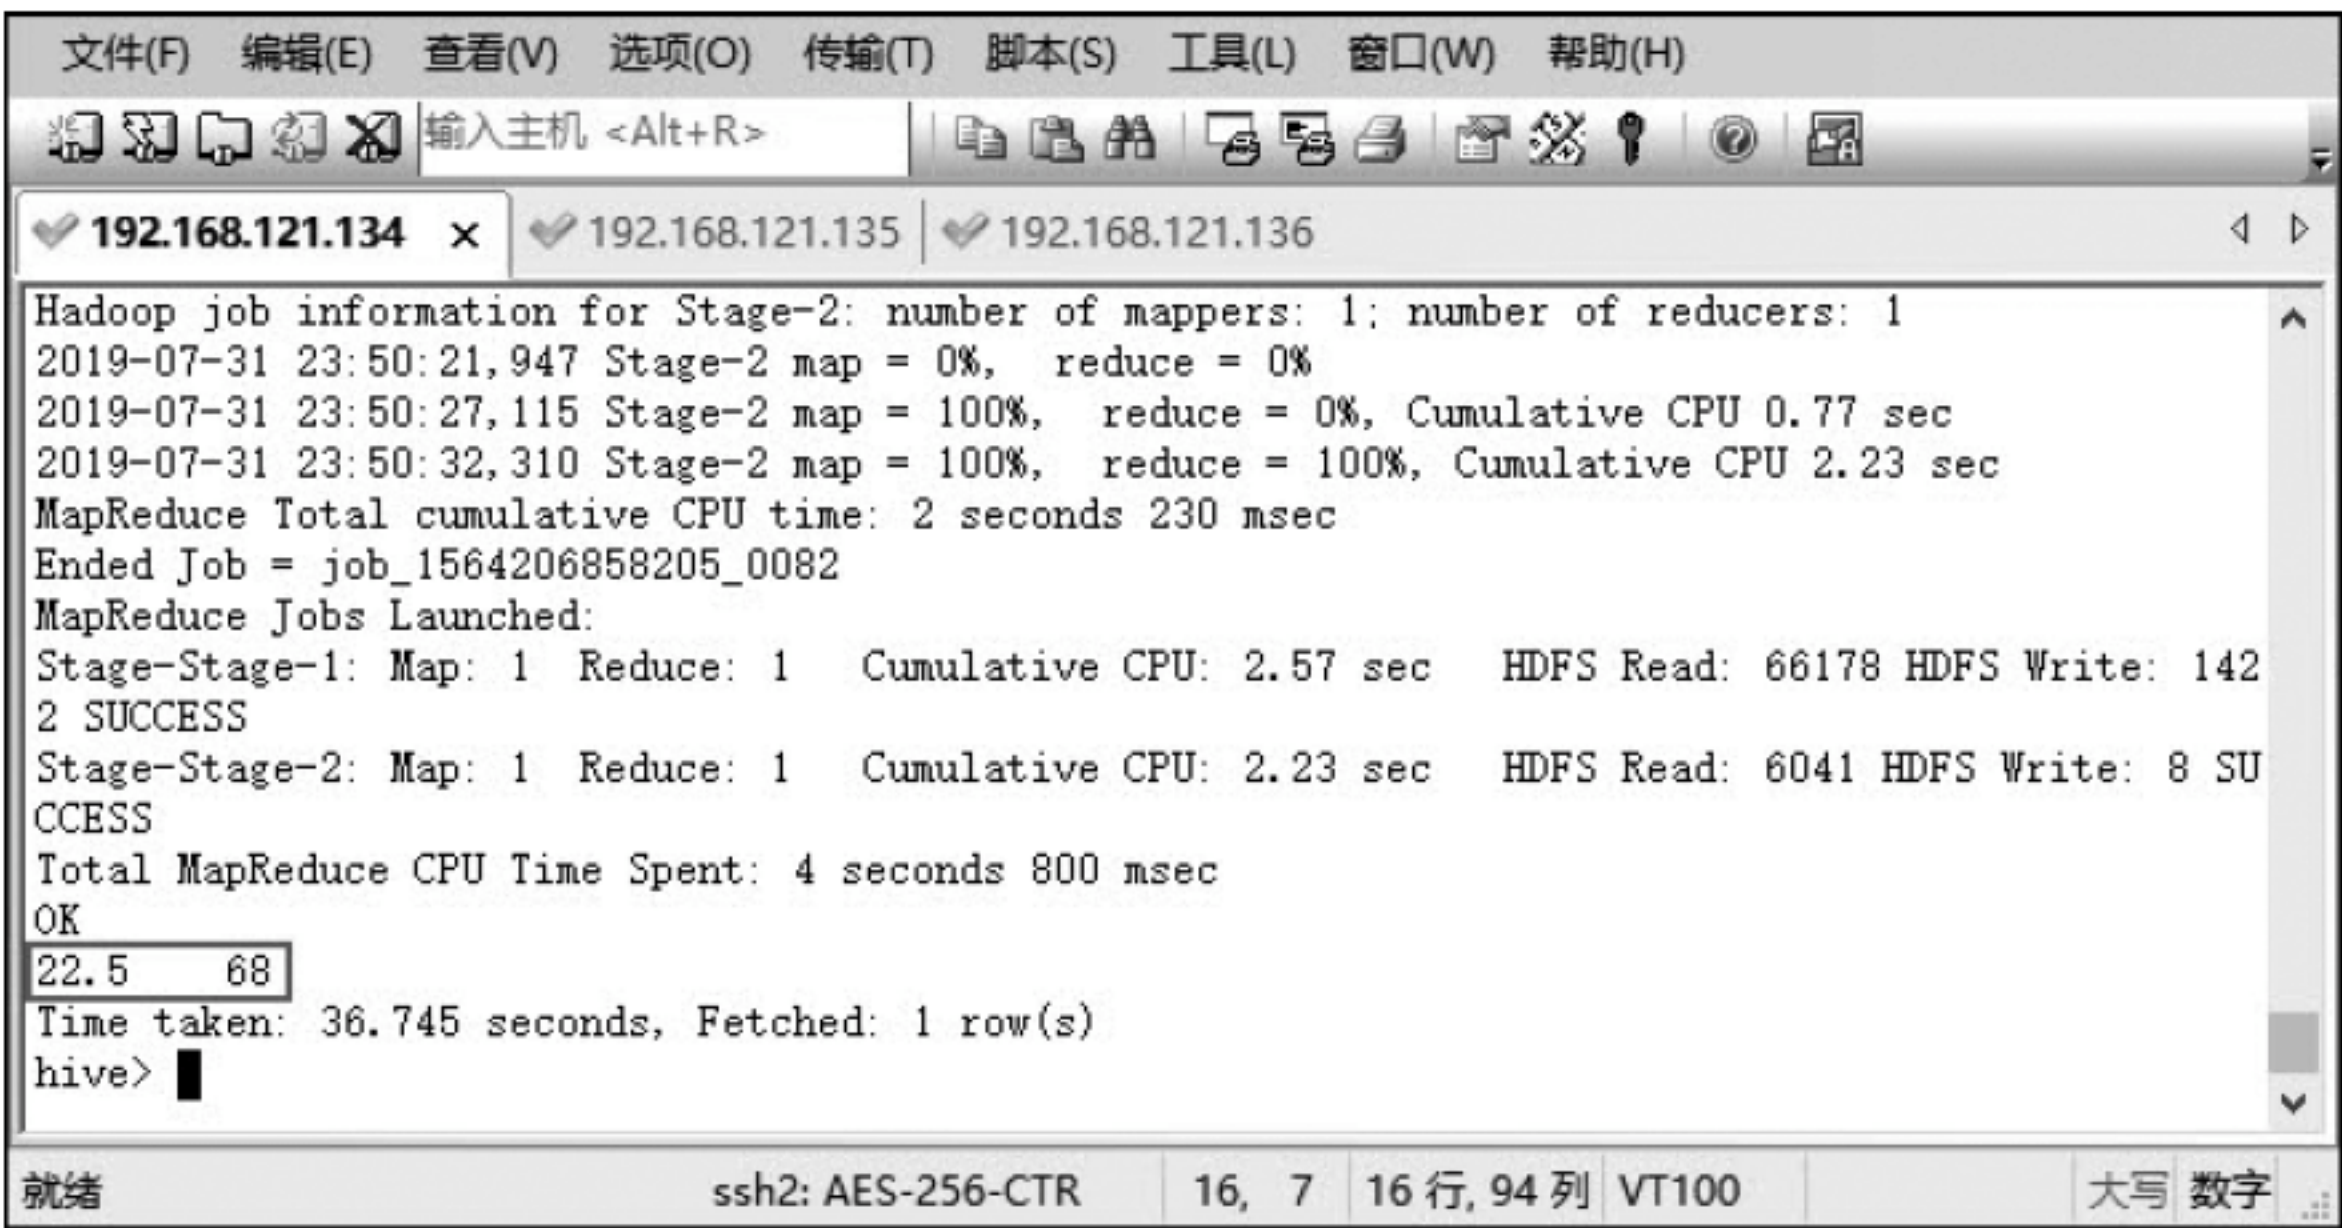 文件(F) 编辑(E) 查看(V) 选项(O) 传输(T) 脚本(S) 工具(L) 窗口(W) 帮助(H)
输入主机 <Alt+R>
192.168.121.134 × 192.168.121.135 192.168.121.136
Hadoop job information for Stage-2: number of mappers: 1; number of reducers: 1
2019-07-31 23:50:21,947 Stage-2 map = 0%,  reduce = 0%
2019-07-31 23:50:27,115 Stage-2 map = 100%,  reduce = 0%, Cumulative CPU 0.77 sec
2019-07-31 23:50:32,310 Stage-2 map = 100%,  reduce = 100%, Cumulative CPU 2.23 sec
MapReduce Total cumulative CPU time: 2 seconds 230 msec
Ended Job = job_1564206858205_0082
MapReduce Jobs Launched:
Stage-Stage-1: Map: 1  Reduce: 1   Cumulative CPU: 2.57 sec   HDFS Read: 66178 HDFS Write: 142
2 SUCCESS
Stage-Stage-2: Map: 1  Reduce: 1   Cumulative CPU: 2.23 sec   HDFS Read: 6041 HDFS Write: 8 SU
CCESS
Total MapReduce CPU Time Spent: 4 seconds 800 msec
OK
22.5    68
Time taken: 36.745 seconds, Fetched: 1 row(s)
hive>
就绪 ssh2: AES-256-CTR 16, 7 16 行, 94 列 VT100 大写 数字